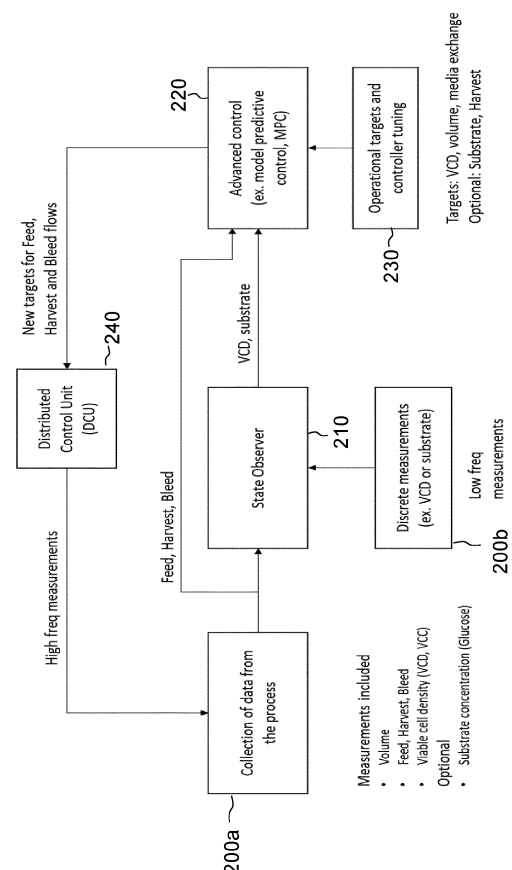 New targets for Feed,
Harvest and Bleed flows
Distributed
Control Unit
(DCU)
240
High freq measurements
Feed, Harvest, Bleed
220
Advanced control
(ex. model predictive
control, MPC)
VCD, substrate
State Observer
210
Collection of data from
the process
200a
Discrete measurements
(ex. VCD or substrate)
200b
Low freq
measurements
Operational targets and
controller tuning
230
Targets: VCD, volume, media exchange
Optional: Substrate, Harvest
Measurements included
• Volume
• Feed, Harvest, Bleed
• Viable cell density (VCD, VCC)
Optional
• Substrate concentration (Glucose)